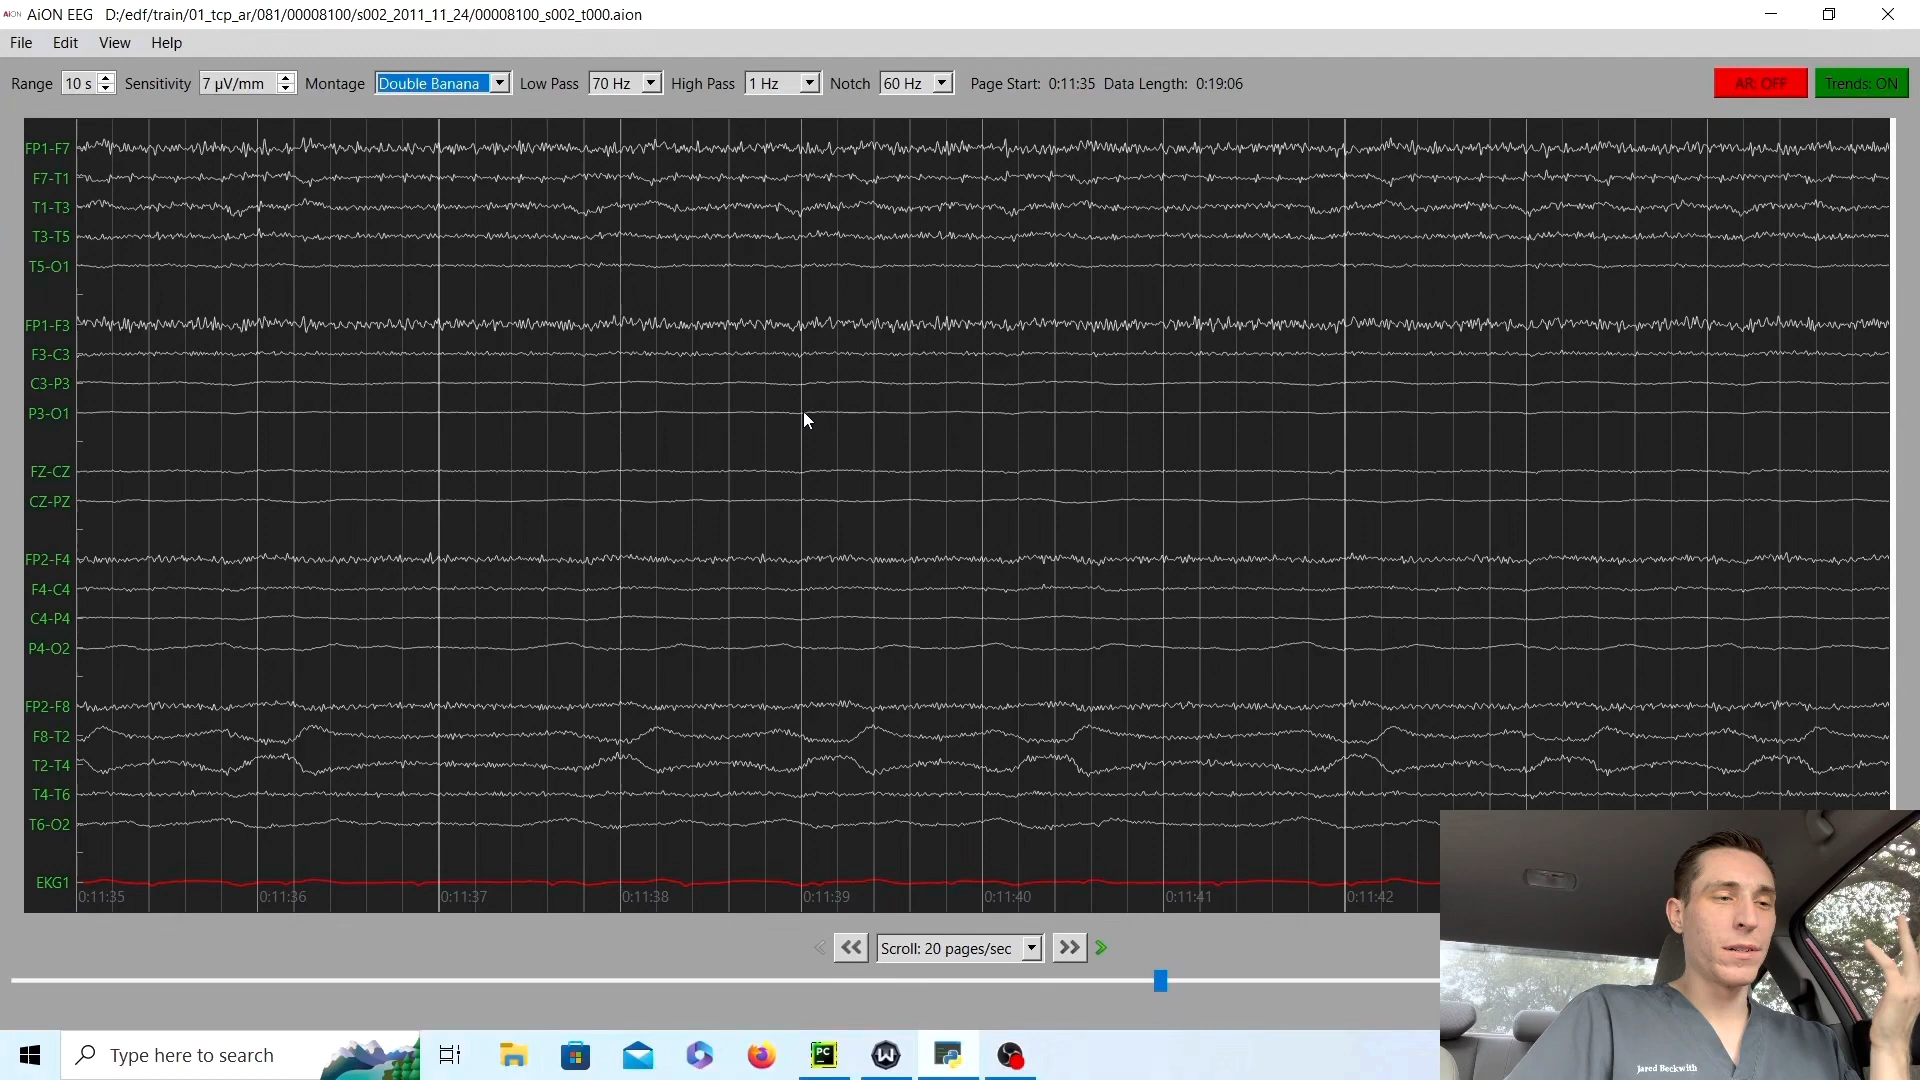 AiON AiON EEG D:/edf/train/01_tcp_ar/081/00008100/s002_2011_11_24/00008100_s002_t000.aion
File Edit View Help
Range 10 s Sensitivity 7 µV/mm Montage Double Banana Low Pass 70 Hz High Pass 1 Hz Notch 60 Hz Page Start: 0:11:35 Data Length: 0:19:06 AR: OFF Trends: ON
FP1-F7
F7-T1
T1-T3
T3-T5
T5-O1
FP1-F3
F3-C3
C3-P3
P3-O1
FZ-CZ
CZ-PZ
FP2-F4
F4-C4
C4-P4
P4-O2
FP2-F8
F8-T2
T2-T4
T4-T6
T6-O2
EKG1
0:11:35 0:11:36 0:11:37 0:11:38 0:11:39 0:11:40 0:11:41 0:11:42
Scroll: 20 pages/sec
Type here to search
PC
W
Jared Beckwith